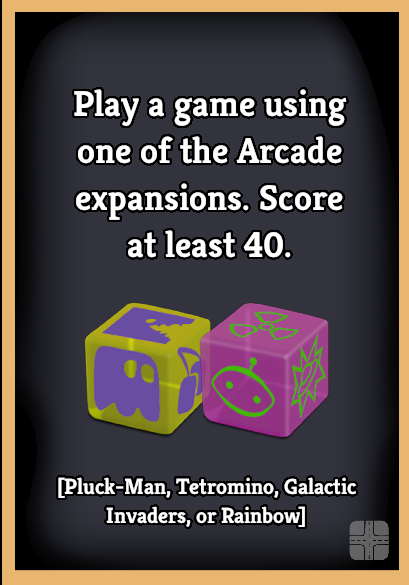 Play a game using
one of the Arcade
expansions. Score
at least 40.
[Pluck-Man, Tetromino, Galactic
Invaders, or Rainbow]